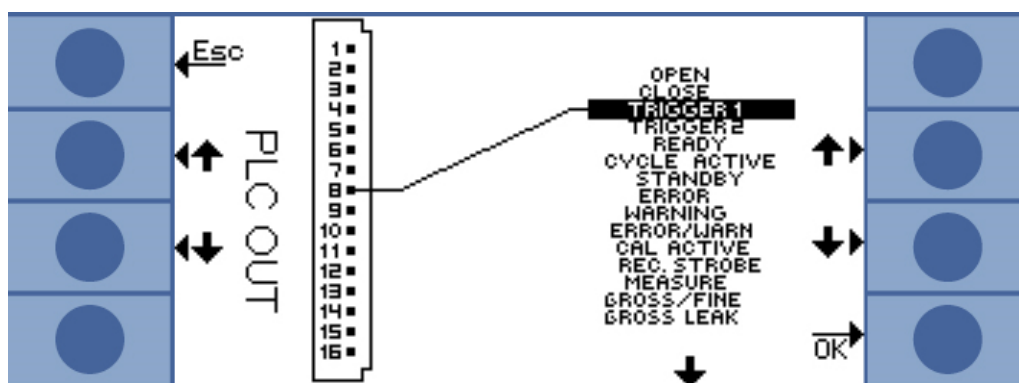 Esc
PLC OUT
1
2
3
4
5
6
7
8
9
10
11
12
13
14
15
16
OPEN
CLOSE
TRIGGER 1
TRIGGER 2
READY
CYCLE ACTIVE
STANDBY
ERROR
WARNING
ERROR/WARN
CAL ACTIVE
REC. STROBE
MEASURE
GROSS/FINE
GROSS LEAK
OK